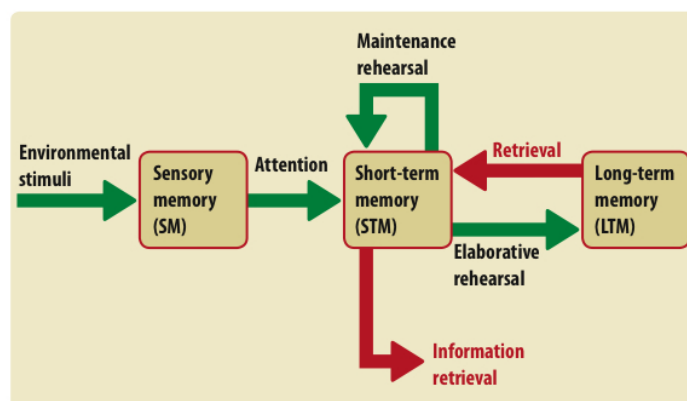 Maintenance
rehearsal
Environmental
stimuli
Sensory
memory
(SM)
Attention
Short-term
memory
(STM)
Retrieval
Long-term
memory
(LTM)
Elaborative
rehearsal
Information
retrieval